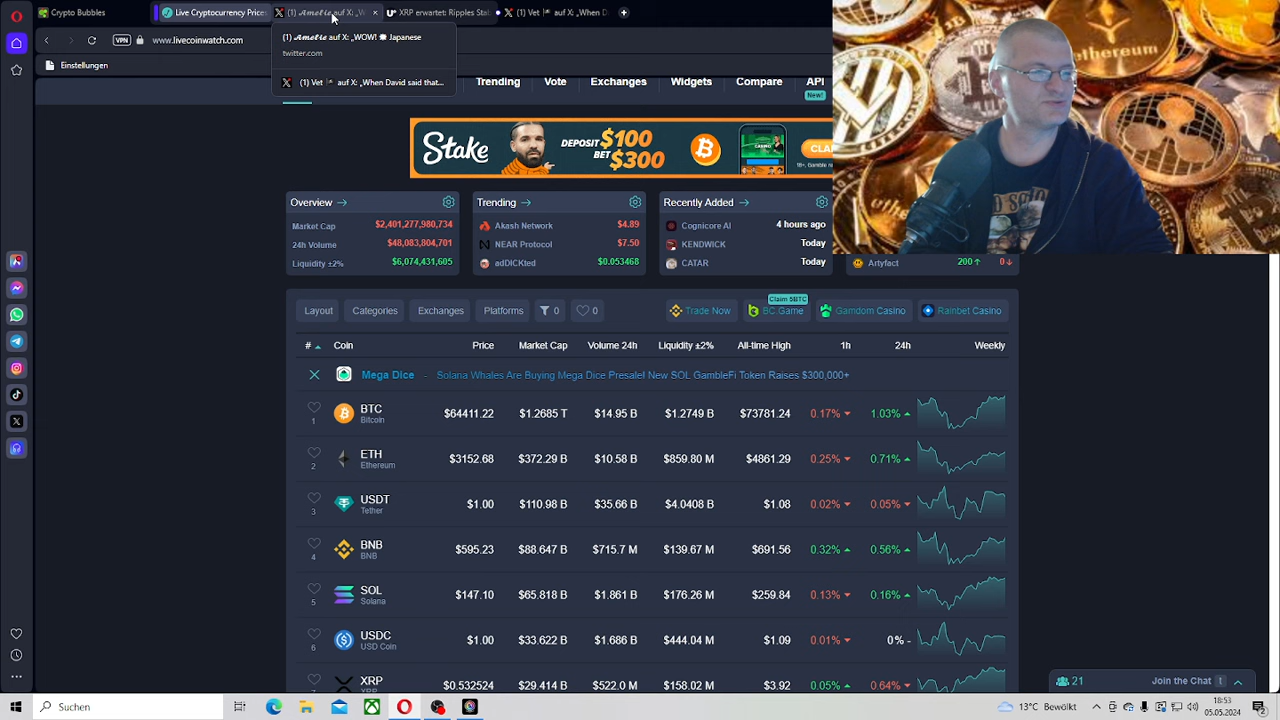 Crypto Bubbles
Live Cryptocurrency Prices
(1) 𝓐𝓶𝓮𝓵𝓲𝓮 auf X: „W
XRP erwartet: Ripples Stal
(1) Vet auf X: „When D
VPN
www.livecoinwatch.com
(1) 𝓐𝓶𝓮𝓵𝓲𝓮 auf X: „WOW! Japanese
twitter.com
(1) Vet auf X: „When David said that...
Einstellungen
Trending
Vote
Exchanges
Widgets
Compare
API
New!
Stake
DEPOSIT $100
BET $300
Overview →
Market Cap $2,401,277,980,734
24h Volume $48,083,804,701
Liquidity ±2% $6,074,431,605
Trending →
Akash Network $4.89
NEAR Protocol $7.50
adDICKted $0.053468
Recently Added →
Cognicore AI 4 hours ago
KENDWICK Today
CATAR Today
Artyfact 200↑ 0↓
Layout
Categories
Exchanges
Platforms
0
0
Trade Now
Claim 5BTC
BC.Game
Gamdom Casino
Rainbet Casino
# Coin Price Market Cap Volume 24h Liquidity ±2% All-time High 1h 24h Weekly
Mega Dice - Solana Whales Are Buying Mega Dice Presale! New SOL GambleFi Token Raises $300,000+
1 BTC Bitcoin $64411.22 $1.2685 T $14.95 B $1.2749 B $73781.24 0.17% 1.03%
2 ETH Ethereum $3152.68 $372.29 B $10.58 B $859.80 M $4861.29 0.25% 0.71%
3 USDT Tether $1.00 $110.98 B $35.66 B $4.0408 B $1.08 0.02% 0.05%
4 BNB BNB $595.23 $88.647 B $715.7 M $139.67 M $691.56 0.32% 0.56%
5 SOL Solana $147.10 $65.818 B $1.861 B $176.26 M $259.84 0.13% 0.16%
6 USDC USD Coin $1.00 $33.622 B $1.686 B $444.04 M $1.09 0.01% 0% -
XRP $0.532524 $29.414 B $522.0 M $158.02 M $3.92 0.05% 0.64%
21 Join the Chat 1
Suchen
13°C Bewölkt
18:53
05.05.2024
2